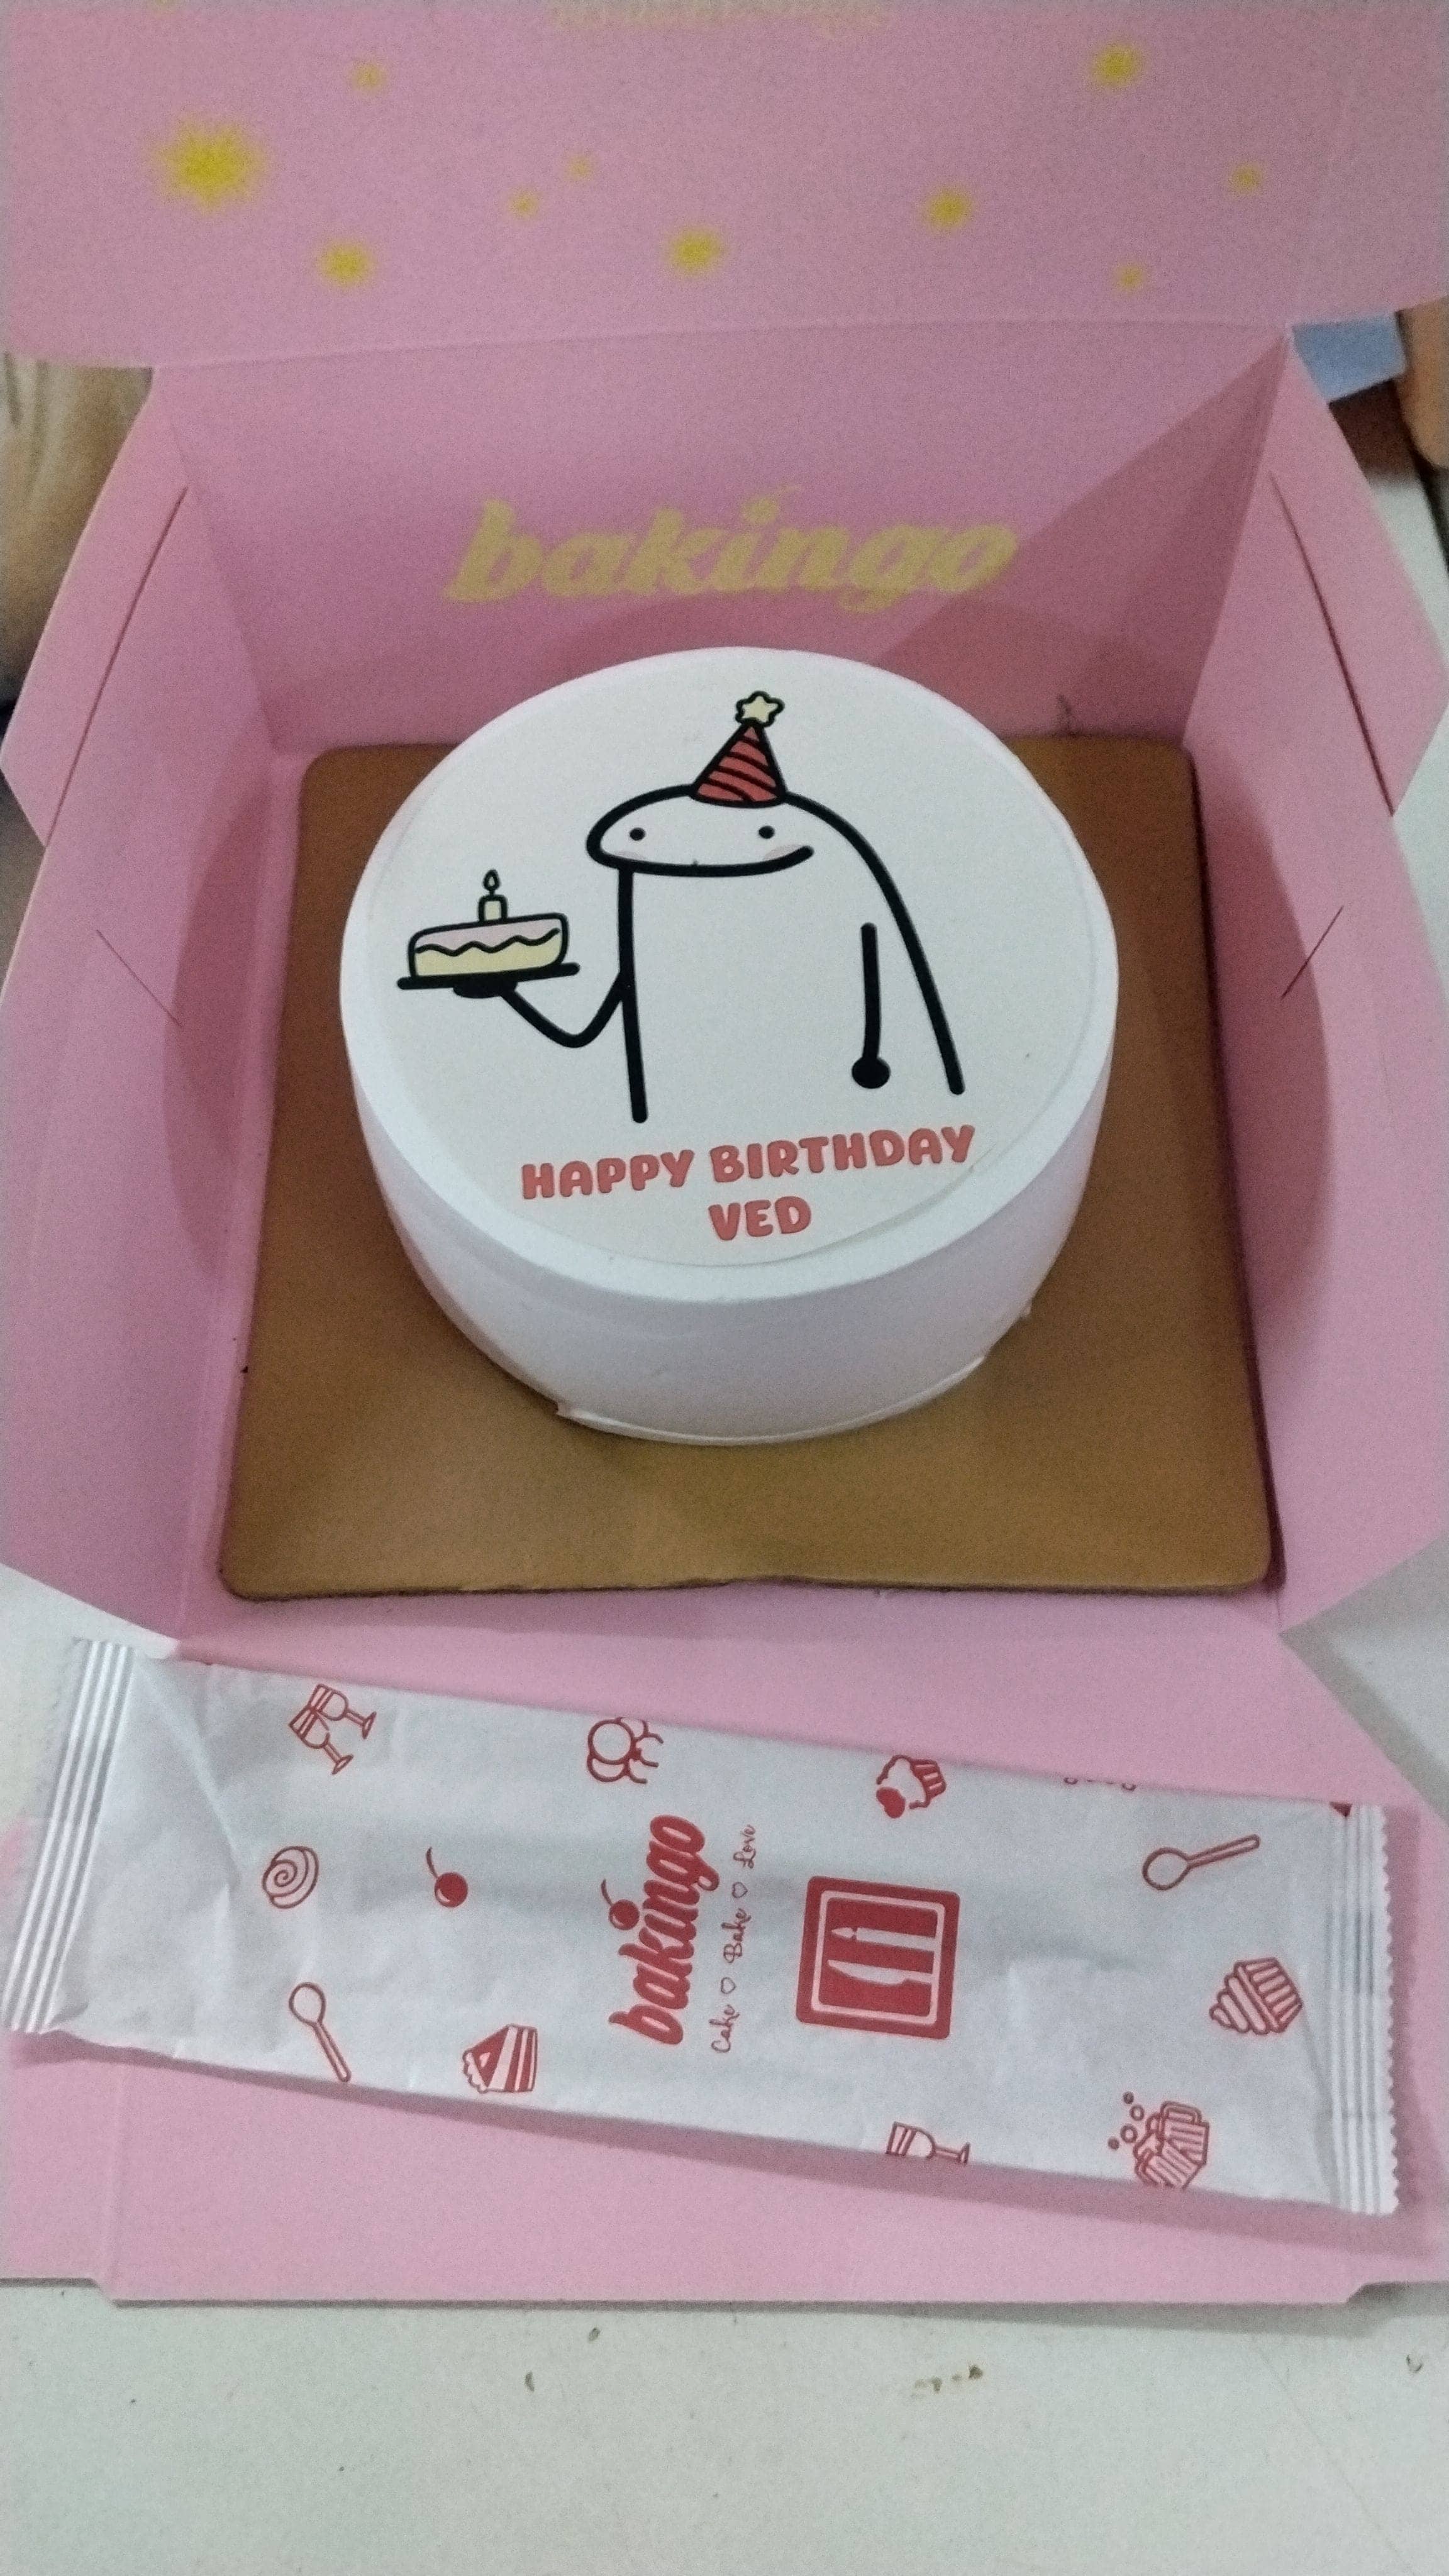 bakingo
HAPPY BIRTHDAY
VED
bakingo
Cake ♡ Bake ♡ Love